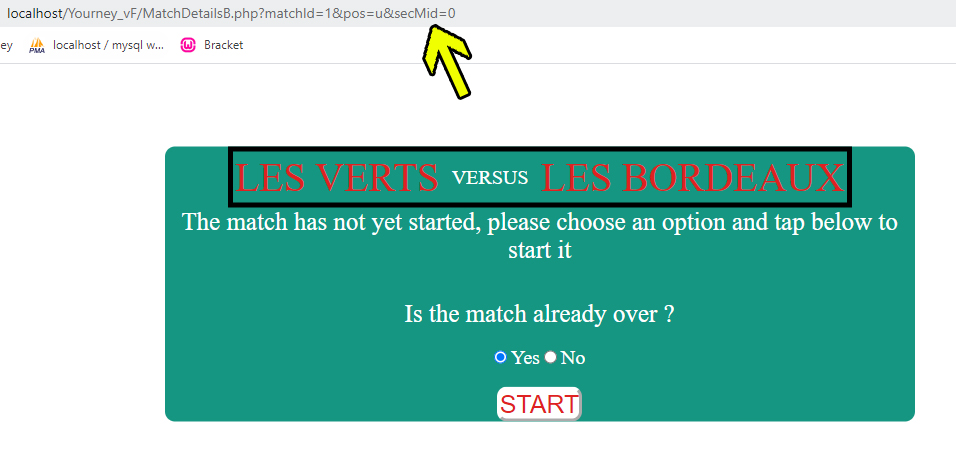 localhost/Yourney_vF/MatchDetailsB.php?matchId=1&pos=u&secMid=0
ey PMA localhost / mysql w... Bracket
LES VERTS VERSUS LES BORDEAUX
The match has not yet started, please choose an option and tap below to
start it
Is the match already over ?
Yes No
START